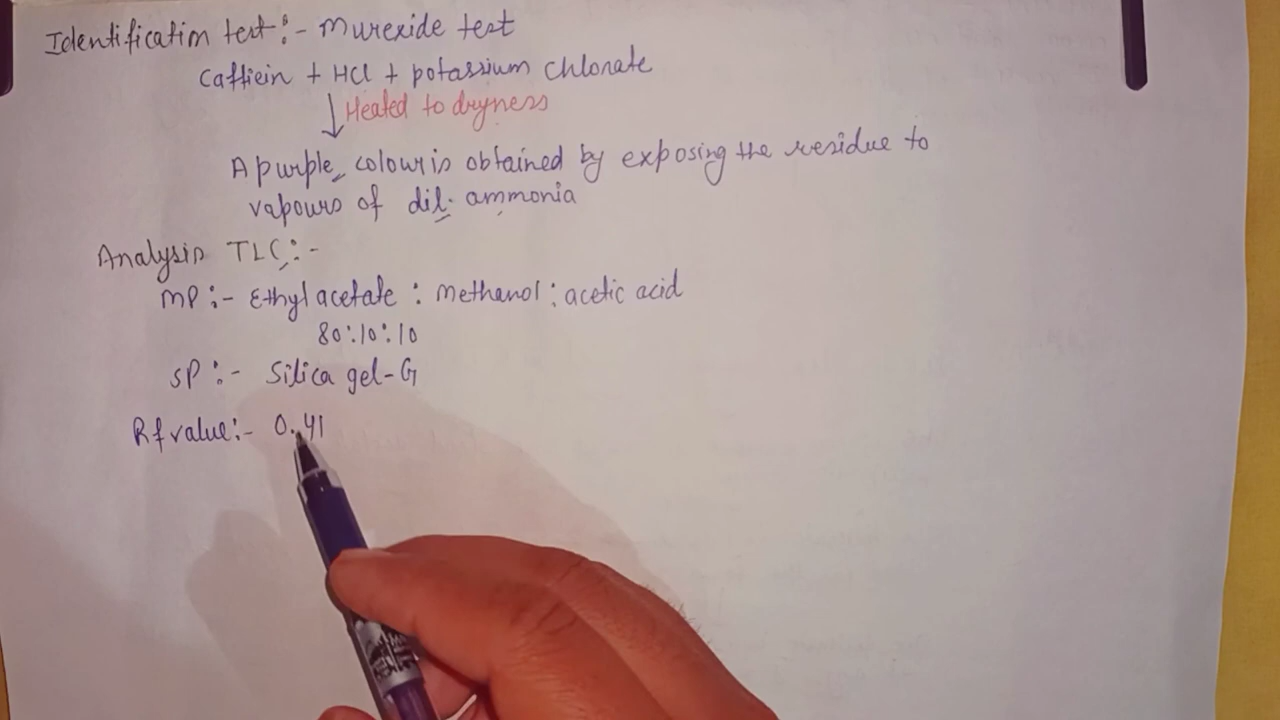 Identification test:- Murexide test
Caffiein + HCl + potassium chlorate
Heated to dryness
A purple colour is obtained by exposing the residue to
vapours of dil. ammonia
Analysis TLC:-
MP:- Ethyl acetate : Methanol : acetic acid
80:10:10
SP:- Silica gel-G
Rf value:- 0.41